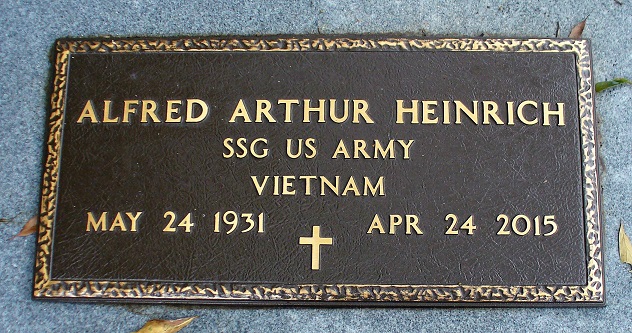 ALFRED ARTHUR HEINRICH
SSG US ARMY
VIETNAM
MAY 24 1931 APR 24 2015